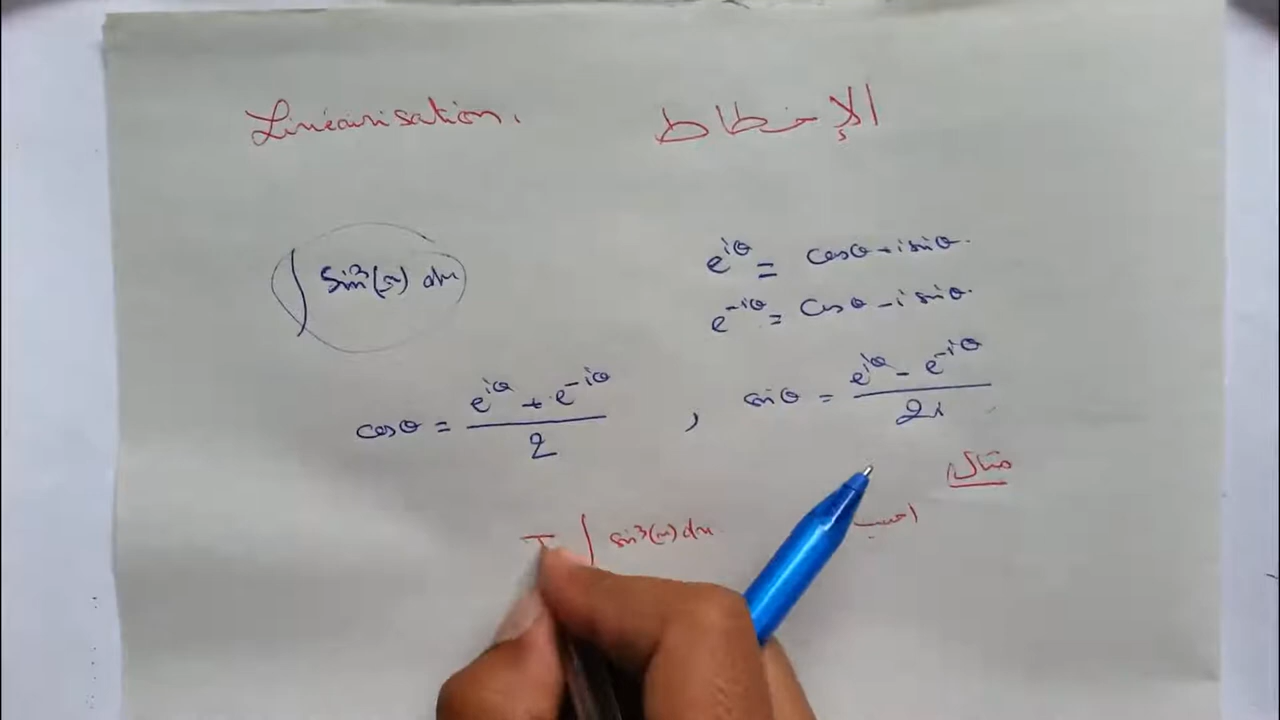 Linéarisation. الإخطاط
∫ sin³(x) dx
e^{iθ} = cosθ + i sinθ.
e^{-iθ} = cosθ - i sinθ.
cosθ = (e^{iθ} + e^{-iθ}) / 2 , sinθ = (e^{iθ} - e^{-iθ}) / 2i
مثال
احسب I ∫ sin³(x) dx